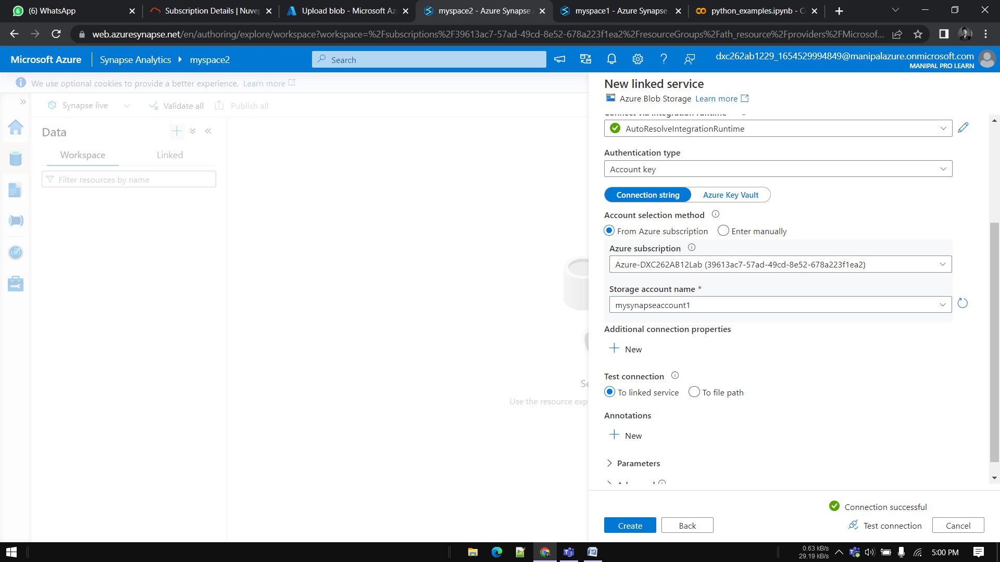 (6) WhatsApp
Subscription Details | Nuvep
Upload blob - Microsoft Az
myspace2 - Azure Synapse
myspace1 - Azure Synapse
python_examples.ipynb - C
web.azuresynapse.net/en/authoring/explore/workspace?workspace=%2Fsubscriptions%2F39613ac7-57ad-49cd-8e52-678a223f1ea2%2FresourceGroups%2Fath_resource%2Fproviders%2FMicrosof...
Microsoft Azure
Synapse Analytics
myspace2
Search
dxc262ab1229_1654529994849@manipalazure.onmicrosoft.com
MANIPAL PRO LEARN
We use optional cookies to provide a better experience. Learn more
Synapse live
Validate all
Publish all
Data
Workspace
Linked
Filter resources by name
Use the resource exp
New linked service
Azure Blob Storage Learn more
Connect via integration runtime
AutoResolveIntegrationRuntime
Authentication type
Account key
Connection string
Azure Key Vault
Account selection method
From Azure subscription
Enter manually
Azure subscription
Azure-DXC262AB12Lab (39613ac7-57ad-49cd-8e52-678a223f1ea2)
Storage account name *
mysynapseaccount1
Additional connection properties
New
Test connection
To linked service
To file path
Annotations
New
Parameters
Connection successful
Create
Back
Test connection
Cancel
0.63 kB/s
29.19 kB/s
5:00 PM